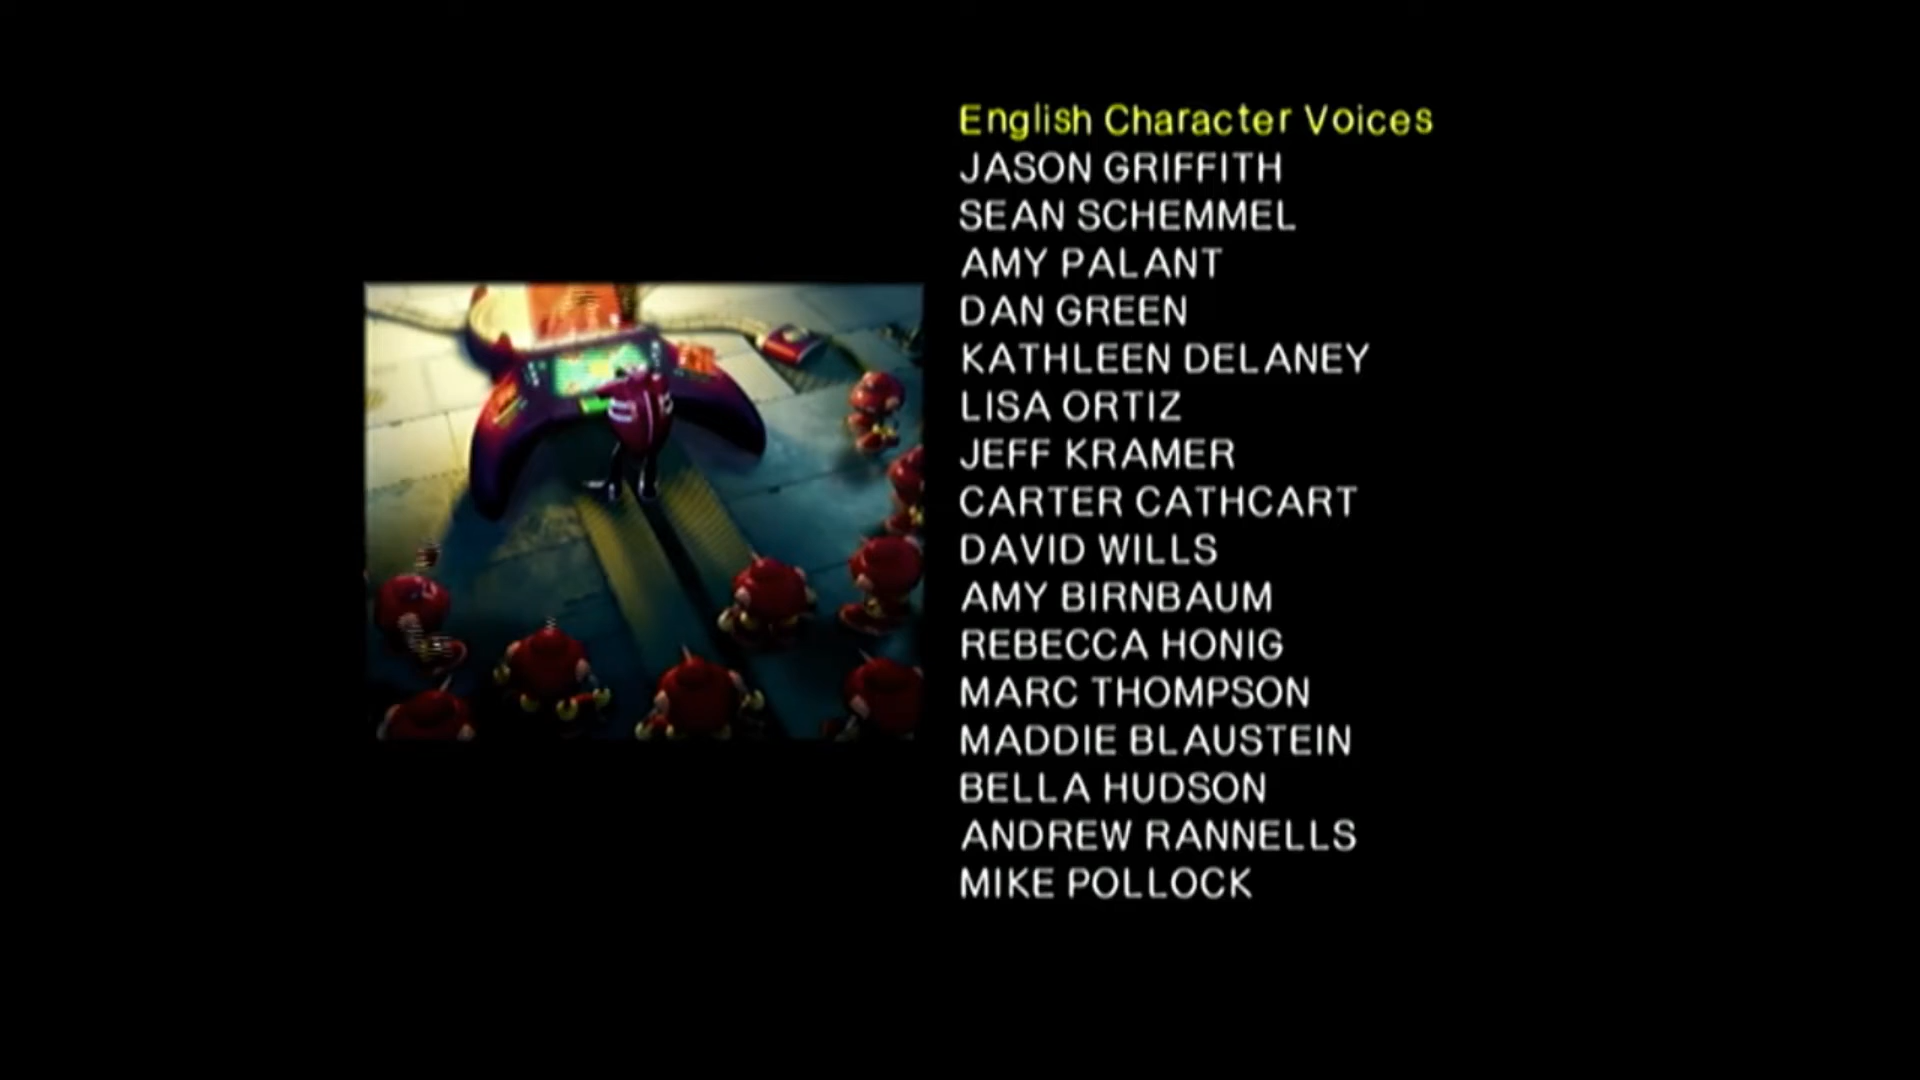 English Character Voices
JASON GRIFFITH
SEAN SCHEMMEL
AMY PALANT
DAN GREEN
KATHLEEN DELANEY
LISA ORTIZ
JEFF KRAMER
CARTER CATHCART
DAVID WILLS
AMY BIRNBAUM
REBECCA HONIG
MARC THOMPSON
MADDIE BLAUSTEIN
BELLA HUDSON
ANDREW RANNELLS
MIKE POLLOCK